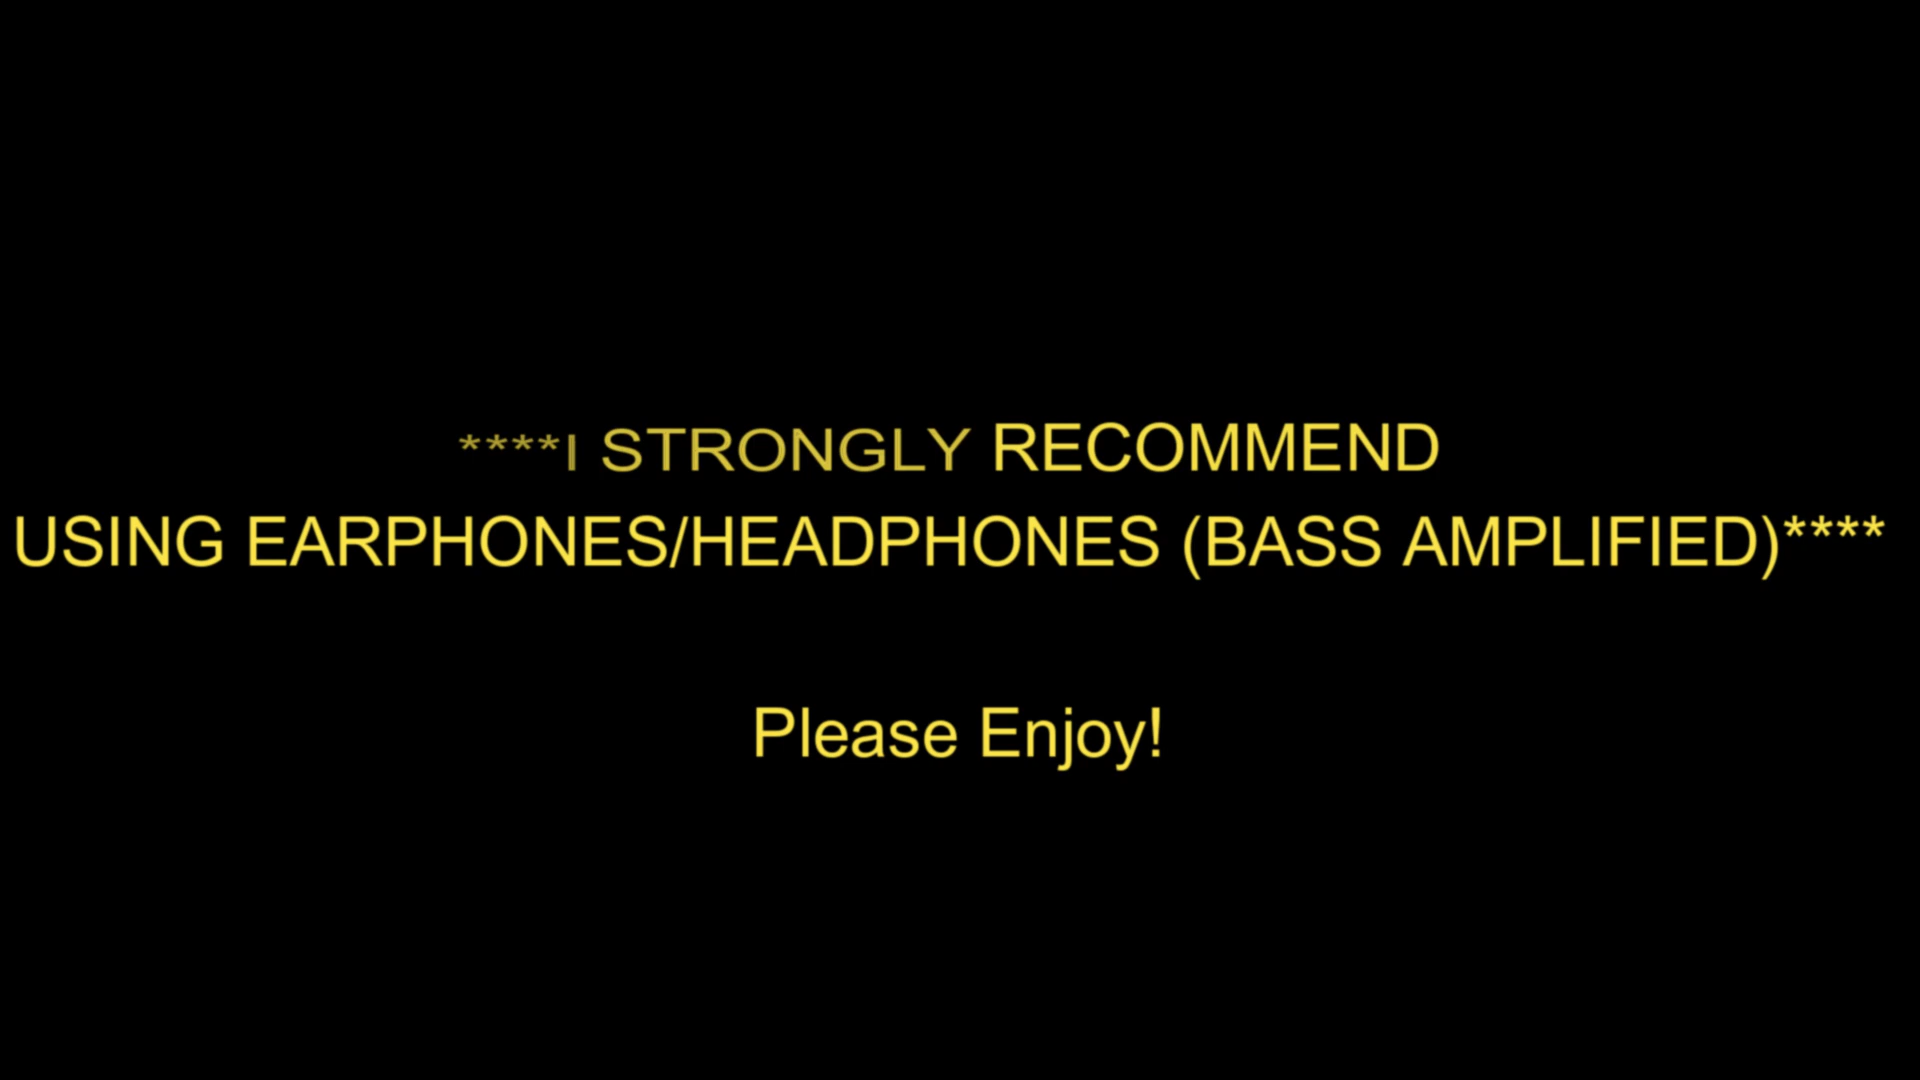 ****I STRONGLY RECOMMEND
USING EARPHONES/HEADPHONES (BASS AMPLIFIED)****
Please Enjoy!